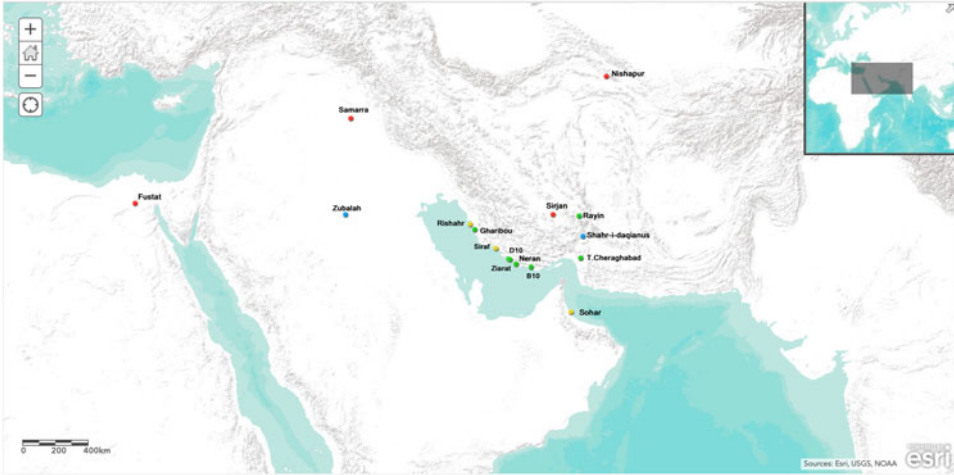 +
−
Nishapur
Samarra
Fustat
Zubalah
Sirjan
Rayin
Rishahr
Gharibou
Shahr-i-daqianus
Siraf
D10
Neran
T.Cheraghabad
Ziarat
B10
Sohar
0 200 400km
Sources: Esri, USGS, NOAA
esri